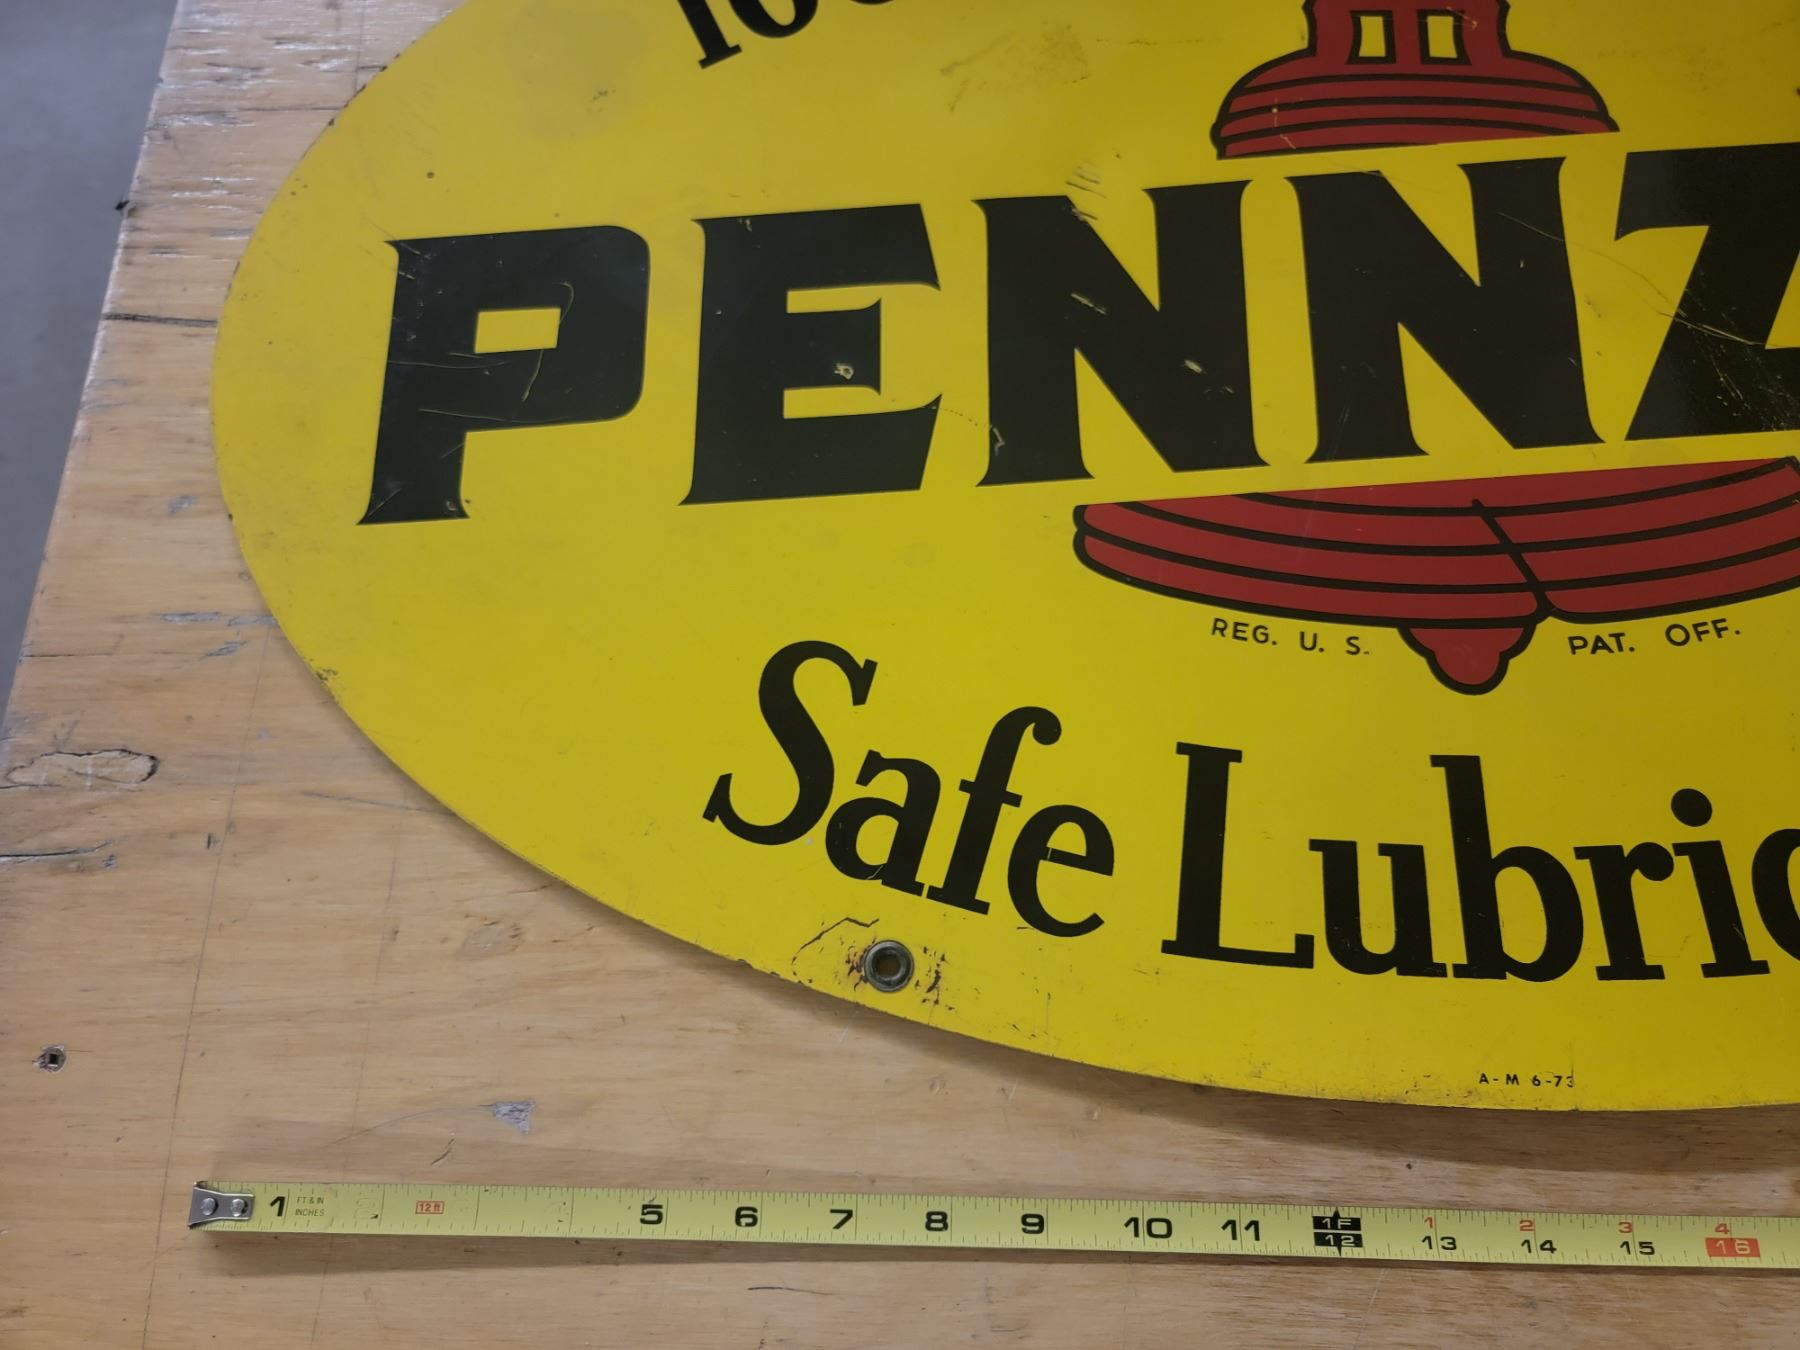 PENNZ
REG. U. S. PAT. OFF.
Safe Lubric
A-M 6-73
1 FT & IN INCHES 12 ft 5 6 7 8 9 10 11 1F 12 1 13 2 14 3 15 4 16